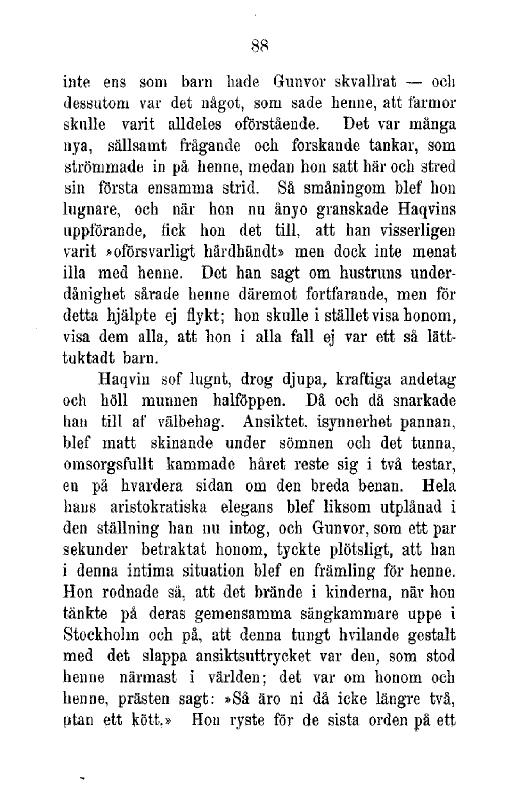 88
inte ens som barn hade Gunvor skvallrat — och
dessutom var det något, som sade henne, att farmor
skulle varit alldeles oförstående. Det var många
nya, sällsamt frågande och forskande tankar, som
strömmade in på henne, medan hon satt här och stred
sin första ensamma strid. Så småningom blef hon
lugnare, och när hon nu ånyo granskade Haqvins
uppförande, fick hon det till, att han visserligen
varit »oförsvarligt hårdhändt» men dock inte menat
illa med henne. Det han sagt om hustruns under-
dånighet sårade henne däremot fortfarande, men för
detta hjälpte ej flykt; hon skulle i stället visa honom,
visa dem alla, att hon i alla fall ej var ett så lätt-
tuktadt barn.
Haqvin sof lugnt, drog djupa, kraftiga andetag
och höll munnen halföppen. Då och då snarkade
han till af välbehag. Ansiktet, isynnerhet pannan,
blef matt skinande under sömnen och det tunna,
omsorgsfullt kammade håret reste sig i två testar,
en på hvardera sidan om den breda benan. Hela
hans aristokratiska elegans blef liksom utplånad i
den ställning han nu intog, och Gunvor, som ett par
sekunder betraktat honom, tyckte plötsligt, att han
i denna intima situation blef en främling för henne.
Hon rodnade så, att det brände i kinderna, när hon
tänkte på deras gemensamma sängkammare uppe i
Stockholm och på, att denna tungt hvilande gestalt
med det slappa ansiktsuttrycket var den, som stod
henne närmast i världen; det var om honom och
henne, prästen sagt: »Så äro ni då icke längre två,
utan ett kött.» Hon ryste för de sista orden på ett